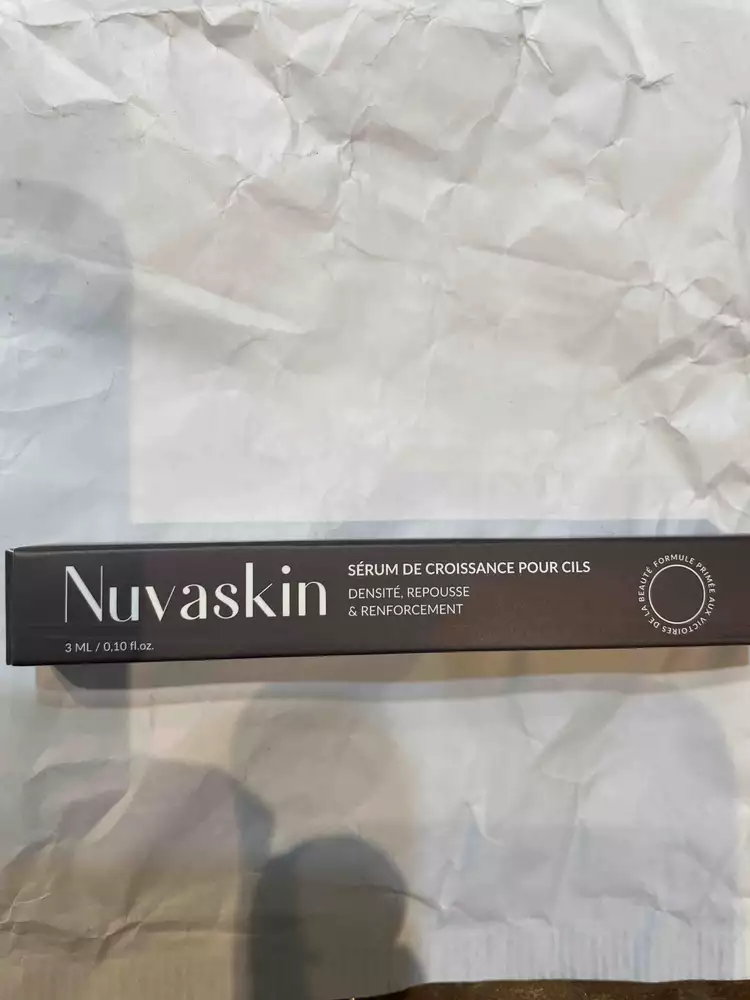 Nuvaskin
3 ML / 0,10 fl.oz.
SÉRUM DE CROISSANCE POUR CILS
DENSITÉ, REPOUSSE
& RENFORCEMENT
FORMULE PRIMÉE AUX VICTOIRES DE LA BEAUTÉ